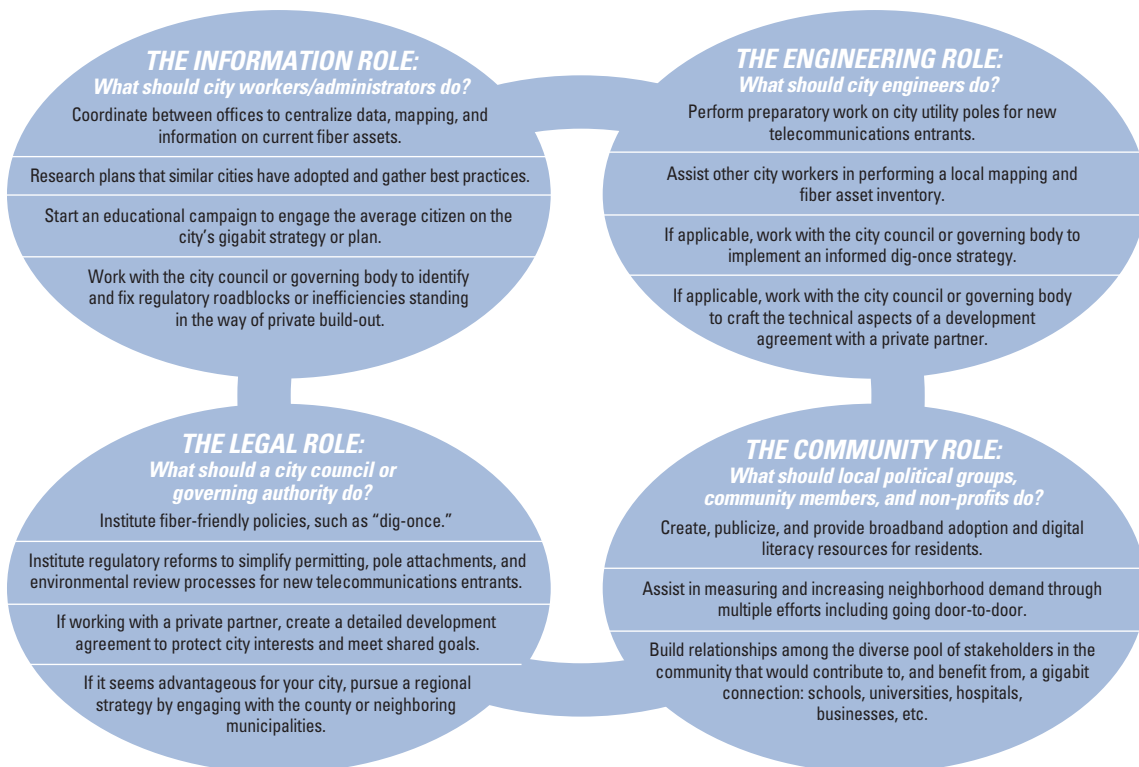 THE INFORMATION ROLE:
What should city workers/administrators do?
Coordinate between offices to centralize data, mapping, and
information on current fiber assets.
Research plans that similar cities have adopted and gather best practices.
Start an educational campaign to engage the average citizen on the
city's gigabit strategy or plan.
Work with the city council or governing body to identify
and fix regulatory roadblocks or inefficiencies standing
in the way of private build-out.
THE ENGINEERING ROLE:
What should city engineers do?
Perform preparatory work on city utility poles for new
telecommunications entrants.
Assist other city workers in performing a local mapping and
fiber asset inventory.
If applicable, work with the city council or governing body to
implement an informed dig-once strategy.
If applicable, work with the city council or governing body
to craft the technical aspects of a development
agreement with a private partner.
THE LEGAL ROLE:
What should a city council or
governing authority do?
Institute fiber-friendly policies, such as “dig-once.”
Institute regulatory reforms to simplify permitting, pole attachments, and
environmental review processes for new telecommunications entrants.
If working with a private partner, create a detailed development
agreement to protect city interests and meet shared goals.
If it seems advantageous for your city, pursue a regional
strategy by engaging with the county or neighboring
municipalities.
THE COMMUNITY ROLE:
What should local political groups,
community members, and non-profits do?
Create, publicize, and provide broadband adoption and digital
literacy resources for residents.
Assist in measuring and increasing neighborhood demand through
multiple efforts including going door-to-door.
Build relationships among the diverse pool of stakeholders in the
community that would contribute to, and benefit from, a gigabit
connection: schools, universities, hospitals,
businesses, etc.